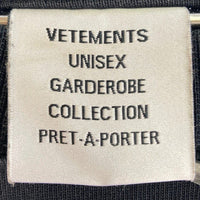 VETEMENTS
UNISEX
GARDEROBE
COLLECTION
PRET-A-PORTER